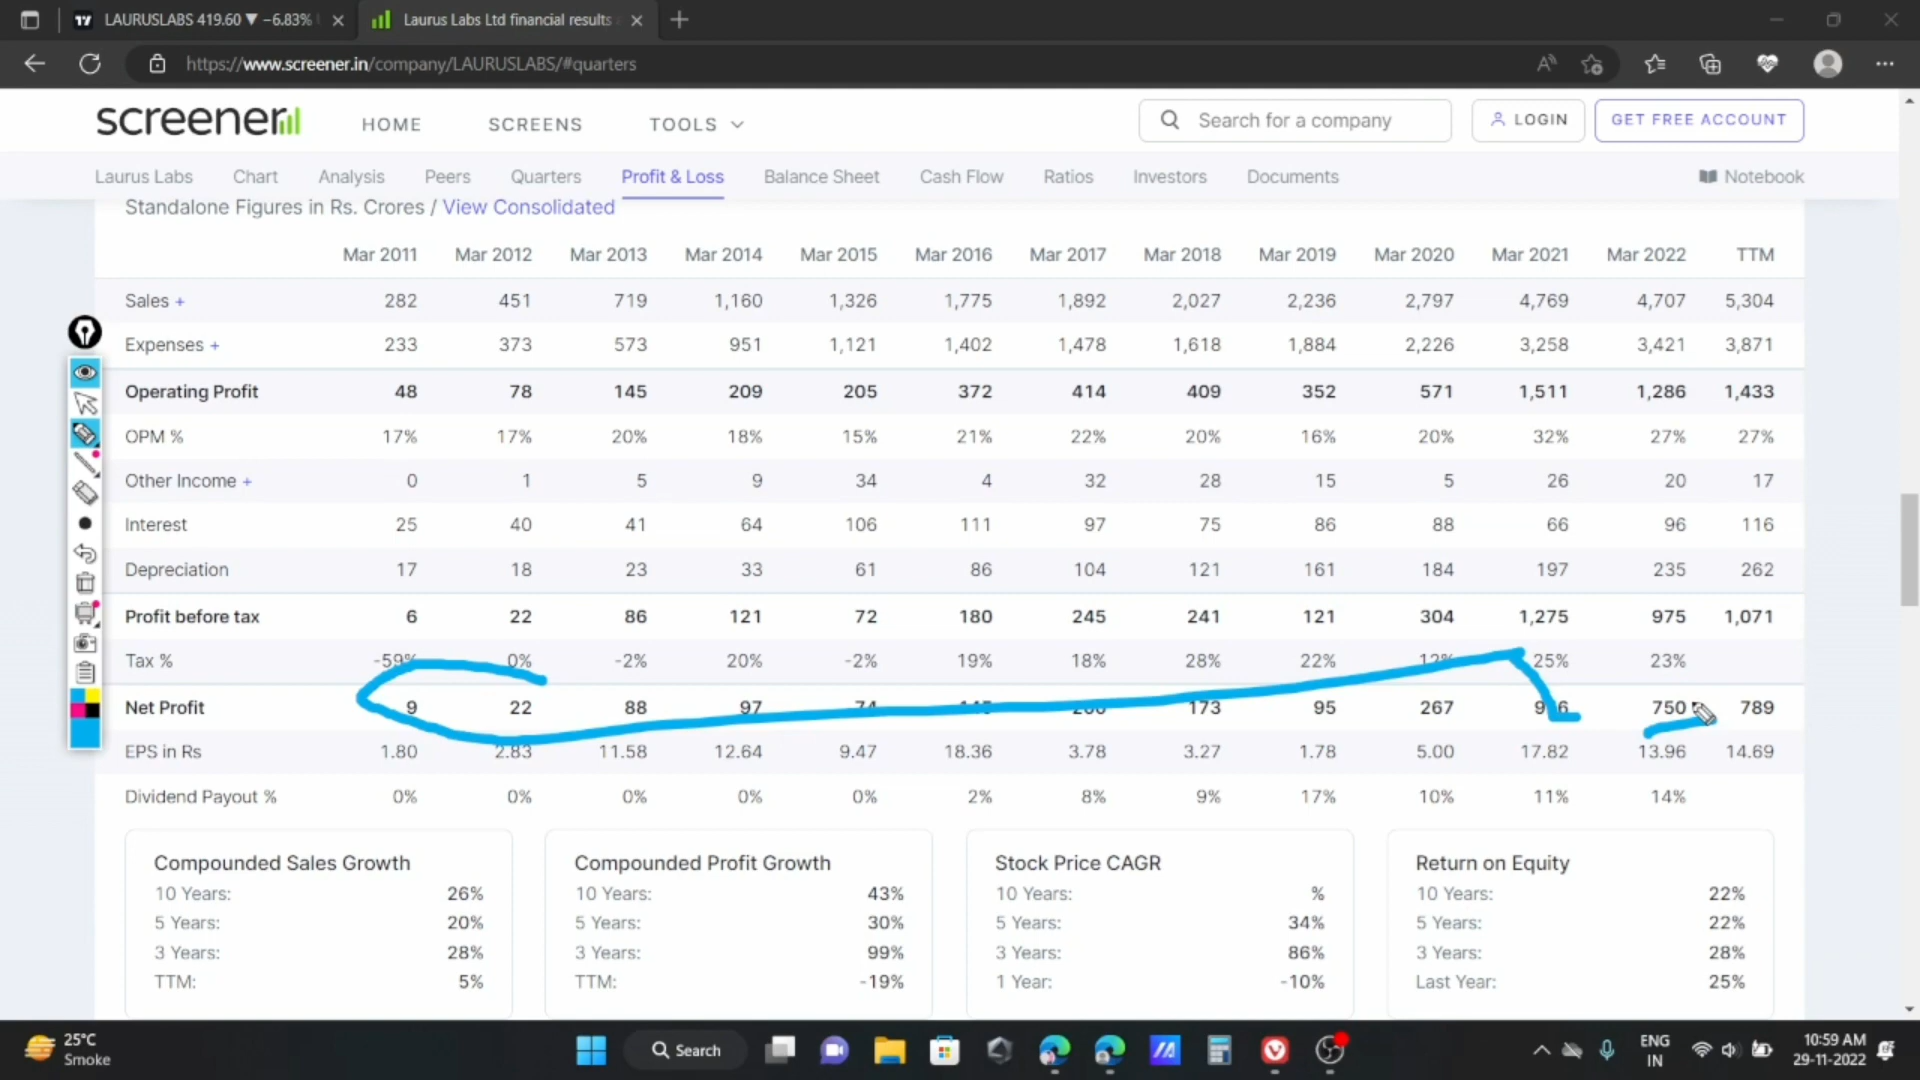 LAURUSLABS 419.60 ▼ −6.83%
Laurus Labs Ltd financial results
https://www.screener.in/company/LAURUSLABS/#quarters
screener
HOME SCREENS TOOLS
Search for a company
LOGIN
GET FREE ACCOUNT
Laurus Labs Chart Analysis Peers Quarters Profit & Loss Balance Sheet Cash Flow Ratios Investors Documents Notebook
Standalone Figures in Rs. Crores / View Consolidated
Mar 2011 Mar 2012 Mar 2013 Mar 2014 Mar 2015 Mar 2016 Mar 2017 Mar 2018 Mar 2019 Mar 2020 Mar 2021 Mar 2022 TTM
Sales + 282 451 719 1,160 1,326 1,775 1,892 2,027 2,236 2,797 4,769 4,707 5,304
Expenses + 233 373 573 951 1,121 1,402 1,478 1,618 1,884 2,226 3,258 3,421 3,871
Operating Profit 48 78 145 209 205 372 414 409 352 571 1,511 1,286 1,433
OPM % 17% 17% 20% 18% 15% 21% 22% 20% 16% 20% 32% 27% 27%
Other Income + 0 1 5 9 34 4 32 28 15 5 26 20 17
Interest 25 40 41 64 106 111 97 75 86 88 66 96 116
Depreciation 17 18 23 33 61 86 104 121 161 184 197 235 262
Profit before tax 6 22 86 121 72 180 245 241 121 304 1,275 975 1,071
Tax % -59% 0% -2% 20% -2% 19% 18% 28% 22% 25% 23%
Net Profit 9 22 88 97 173 95 267 750 789
EPS in Rs 1.80 2.83 11.58 12.64 9.47 18.36 3.78 3.27 1.78 5.00 17.82 13.96 14.69
Dividend Payout % 0% 0% 0% 0% 0% 2% 8% 9% 17% 10% 11% 14%
Compounded Sales Growth
10 Years: 26%
5 Years: 20%
3 Years: 28%
TTM: 5%
Compounded Profit Growth
10 Years: 43%
5 Years: 30%
3 Years: 99%
TTM: -19%
Stock Price CAGR
10 Years: %
5 Years: 34%
3 Years: 86%
1 Year: -10%
Return on Equity
10 Years: 22%
5 Years: 22%
3 Years: 28%
Last Year: 25%
25°C
Smoke
Search
ENG
IN
10:59 AM
29-11-2022